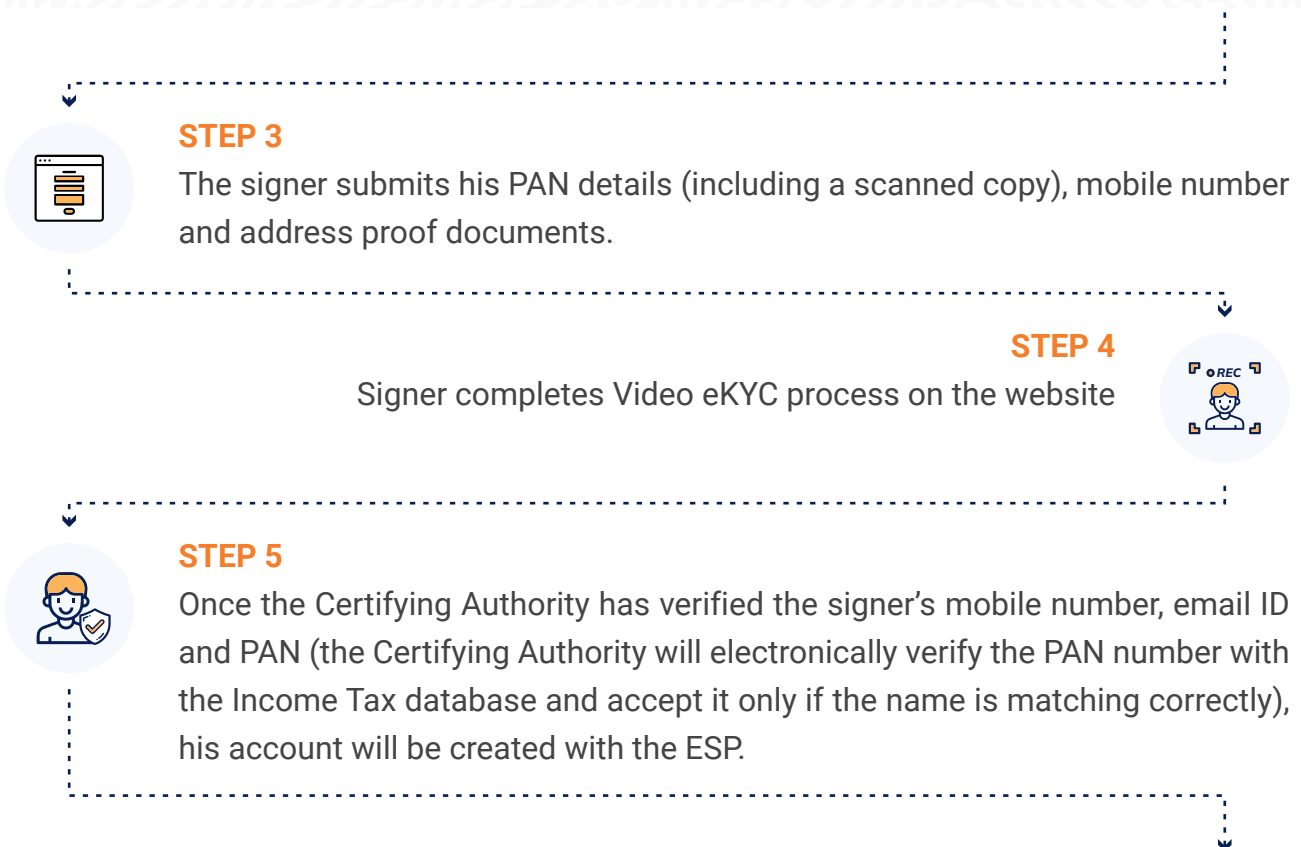 STEP 3
The signer submits his PAN details (including a scanned copy), mobile number
and address proof documents.
STEP 4
Signer completes Video eKYC process on the website
REC
STEP 5
Once the Certifying Authority has verified the signer’s mobile number, email ID
and PAN (the Certifying Authority will electronically verify the PAN number with
the Income Tax database and accept it only if the name is matching correctly),
his account will be created with the ESP.